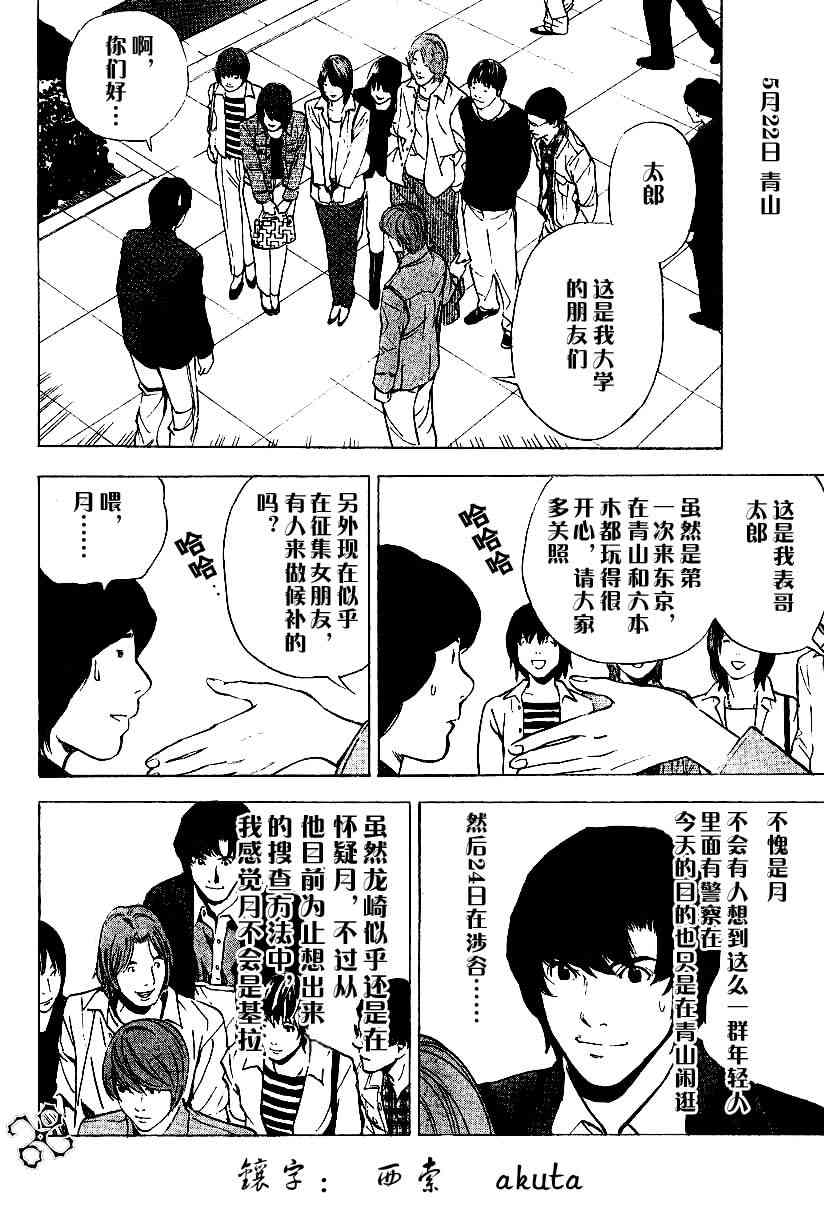 5月22日 青山
太郎
这是我大学
的朋友们
啊，
你们好…
这是我表哥
太郎
虽然是第
一次来东京，
在青山和六本
木都玩得很
开心，请大家
多关照
哈哈哈
另外现在似乎
在征集女朋友，
有人来做候补的
吗？
哈哈…
喂，
月……
不愧是月
不会有人想到这么一群年轻人
里面有警察在
今天的目的也只是在青山闲逛
然后24日在涉谷……
虽然龙崎似乎还是在
怀疑月，不过从
他目前为止想出来
的搜查方法中，
我感觉月不会是基拉
鑲字： 西索 akuta